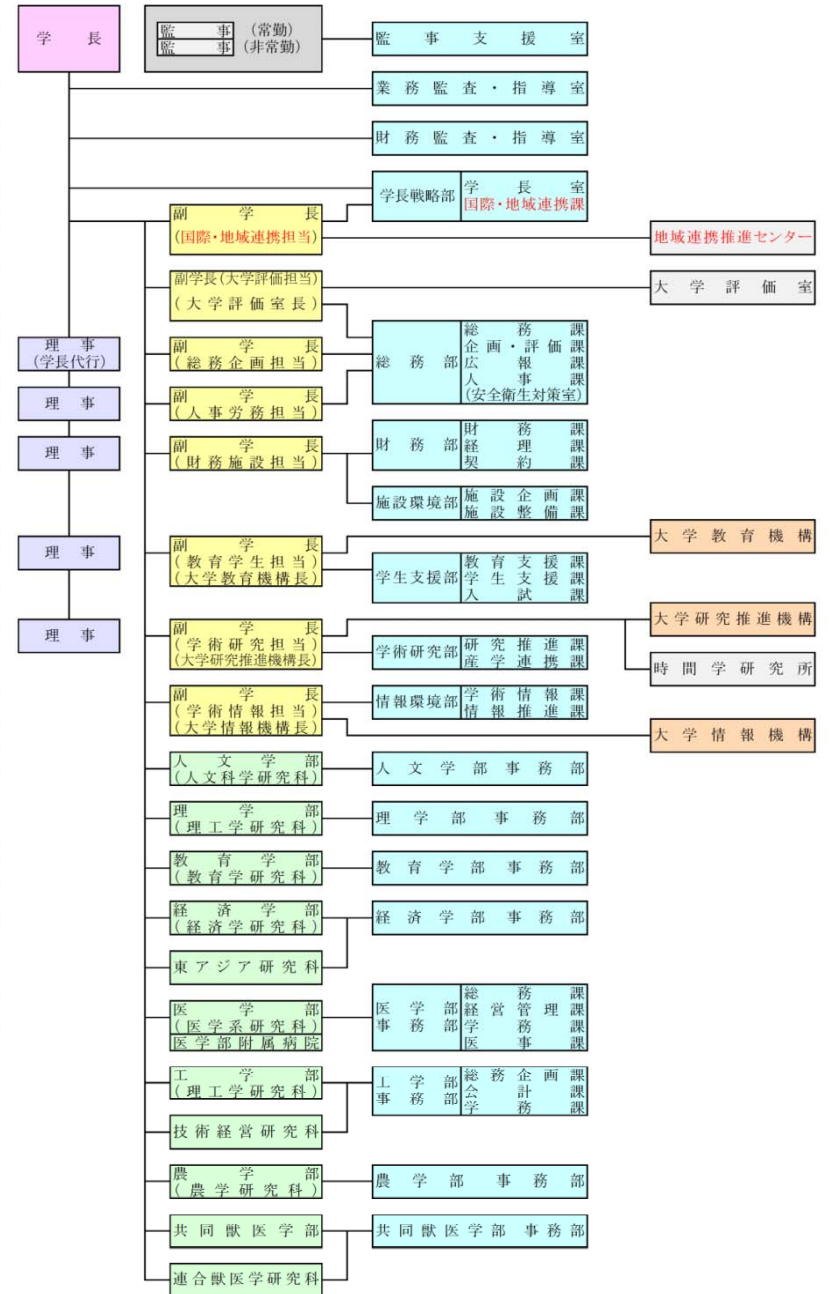 学長
監事(常勤)
監事(非常勤)
監事支援室
業務監査・指導室
財務監査・指導室
学長戦略部
学長室
国際・地域連携課
副学長
(国際・地域連携担当)
地域連携推進センター
副学長(大学評価担当)
(大学評価室長)
大学評価室
理事
(学長代行)
副学長
(総務企画担当)
総務部
総務課
企画・評価課
広報課
人事課
(安全衛生対策室)
理事
副学長
(人事労務担当)
理事
副学長
(財務施設担当)
財務部
財務課
経理課
契約課
施設環境部
施設企画課
施設整備課
理事
副学長
(教育学生担当)
(大学教育機構長)
大学教育機構
学生支援部
教育支援課
学生支援課
入試課
理事
副学長
(学術研究担当)
(大学研究推進機構長)
大学研究推進機構
学術研究部
研究推進課
産学連携課
時間学研究所
副学長
(学術情報担当)
(大学情報機構長)
情報環境部
学術情報課
情報推進課
大学情報機構
人文学部
(人文科学研究科)
人文学部事務部
理学部
(理工学研究科)
理学部事務部
教育学部
(教育学研究科)
教育学部事務部
経済学部
(経済学研究科)
経済学部事務部
東アジア研究科
医学部
(医学系研究科)
医学部附属病院
医学部
事務部
総務課
経営管理課
学務課
医事課
工学部
(理工学研究科)
工学部
事務部
総務企画課
会計課
学務課
技術経営研究科
農学部
(農学研究科)
農学部事務部
共同獣医学部
共同獣医学部事務部
連合獣医学研究科